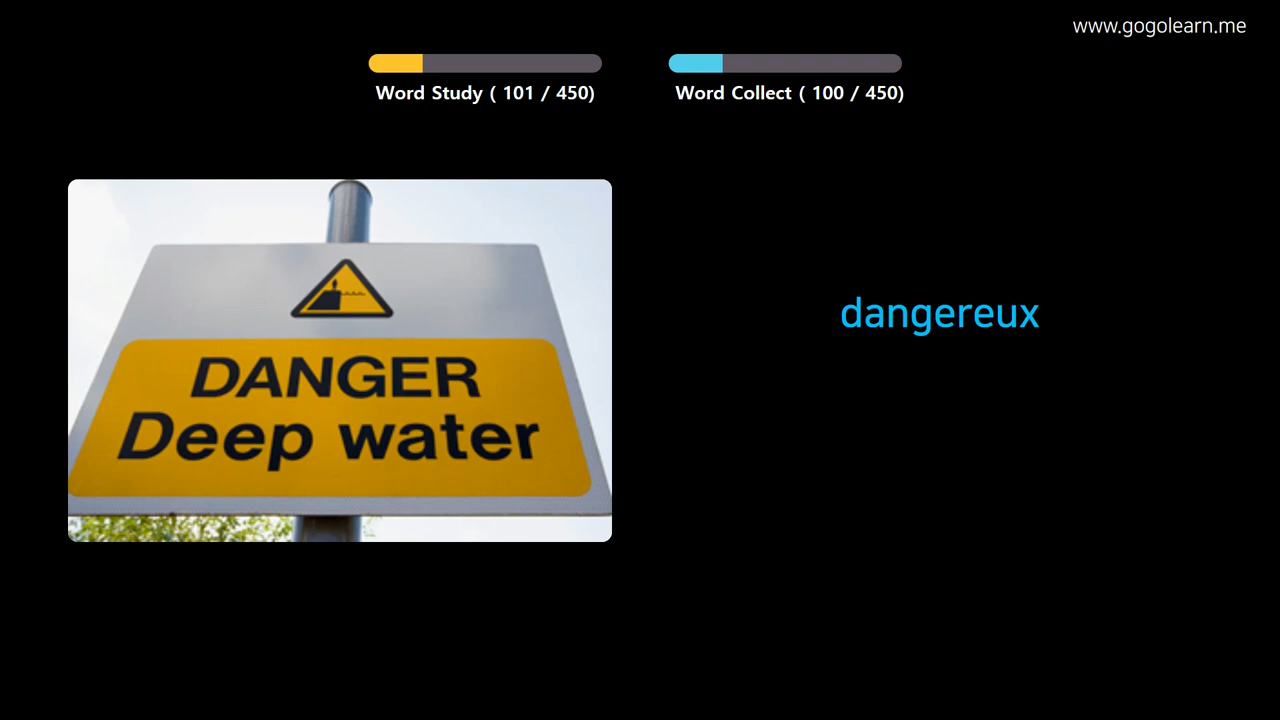 www.gogolearn.me
Word Study ( 101 / 450)
Word Collect ( 100 / 450)
DANGER
Deep water
dangereux